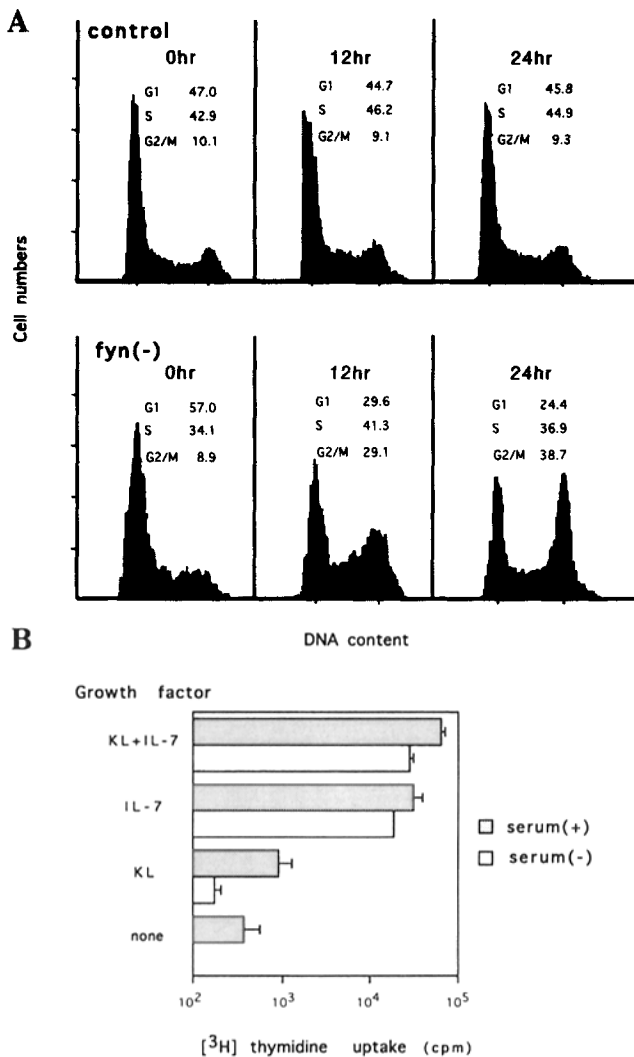 A
control
0hr
G1 47.0
S 42.9
G2/M 10.1
12hr
G1 44.7
S 46.2
G2/M 9.1
24hr
G1 45.8
S 44.9
G2/M 9.3
Cell numbers
fyn(-)
0hr
G1 57.0
S 34.1
G2/M 8.9
12hr
G1 29.6
S 41.3
G2/M 29.1
24hr
G1 24.4
S 36.9
G2/M 38.7
DNA content
B
Growth factor
KL+IL-7
IL-7
KL
none
serum(+)
serum(-)
10² 10³ 10⁴ 10⁵
[³H] thymidine uptake (cpm)